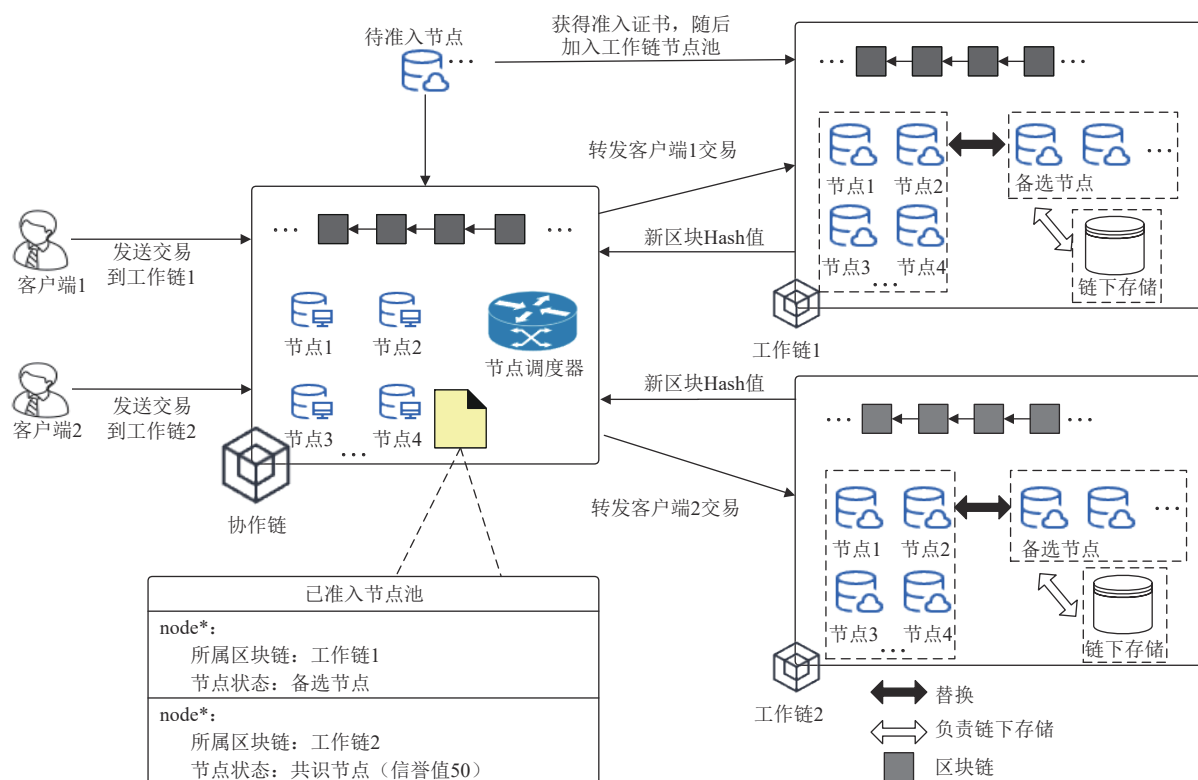 待准入节点
…
获得准入证书，随后
加入工作链节点池
… …
节点1 节点2
节点3 节点4
…
备选节点
…
链下存储
工作链1
转发客户端1交易
新区块Hash值
客户端1
发送交易
到工作链1
客户端2
发送交易
到工作链2
… …
节点1 节点2
节点3 节点4
…
节点调度器
协作链
新区块Hash值
转发客户端2交易
… …
节点1 节点2
节点3 节点4
…
备选节点
…
链下存储
工作链2
已准入节点池
node*：
所属区块链：工作链1
节点状态：备选节点
node*：
所属区块链：工作链2
节点状态：共识节点（信誉值50）
替换
负责链下存储
区块链